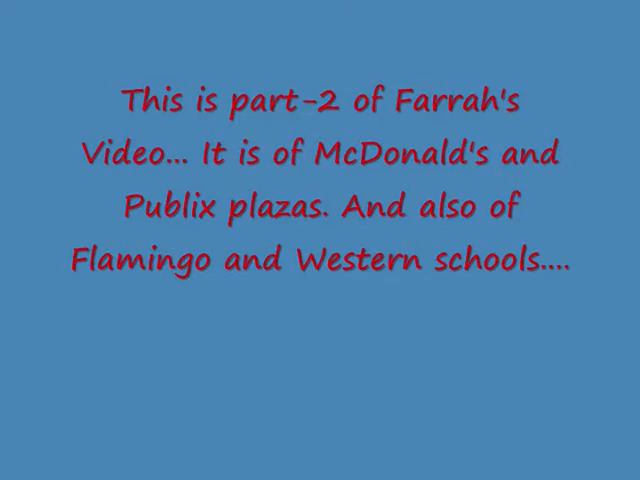 This is part-2 of Farrah's
Video... It is of McDonald's and
Publix plazas. And also of
Flamingo and Western schools....